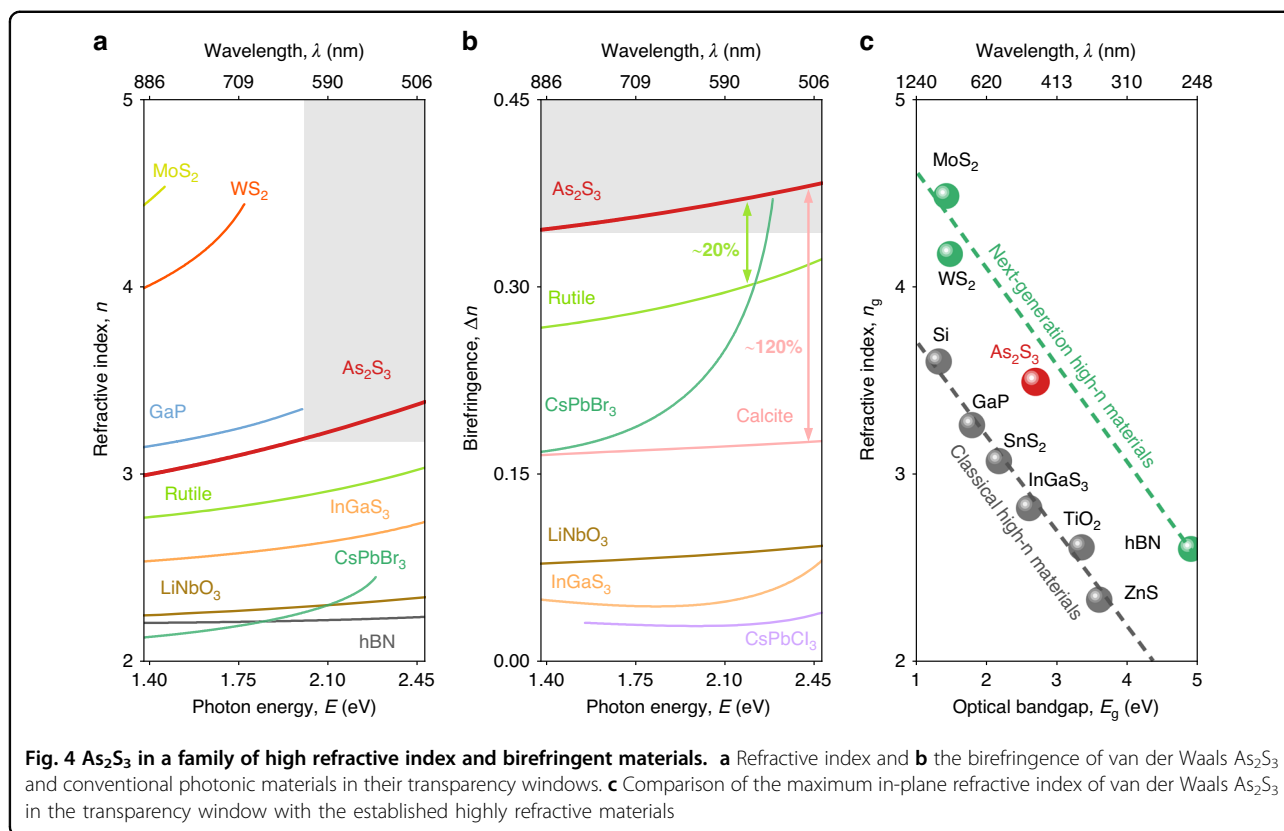 a
Wavelength, λ (nm)
886 709 590 506
5
4
3
2
Refractive index, n
MoS₂
WS₂
As₂S₃
GaP
Rutile
InGaS₃
CsPbBr₃
LiNbO₃
hBN
1.40 1.75 2.10 2.45
Photon energy, E (eV)
b
Wavelength, λ (nm)
886 709 590 506
0.45
0.30
0.15
0.00
Birefringence, Δn
As₂S₃
~20%
Rutile
~120%
CsPbBr₃
Calcite
LiNbO₃
InGaS₃
CsPbCl₃
1.40 1.75 2.10 2.45
Photon energy, E (eV)
c
Wavelength, λ (nm)
1240 620 413 310 248
5
4
3
2
Refractive index, n_g
MoS₂
WS₂
Next-generation high-n materials
Si
As₂S₃
GaP
SnS₂
InGaS₃
TiO₂
hBN
ZnS
Classical high-n materials
1 2 3 4 5
Optical bandgap, E_g (eV)
Fig. 4 As₂S₃ in a family of high refractive index and birefringent materials. a Refractive index and b the birefringence of van der Waals As₂S₃
and conventional photonic materials in their transparency windows. c Comparison of the maximum in-plane refractive index of van der Waals As₂S₃
in the transparency window with the established highly refractive materials